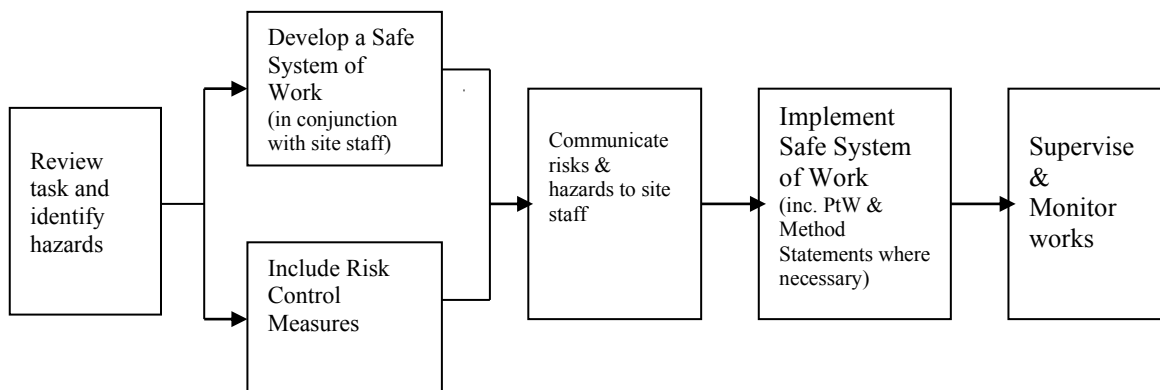 Review
task and
identify
hazards
Develop a Safe
System of
Work
(in conjunction
with site staff)
Include Risk
Control
Measures
Communicate
risks &
hazards to site
staff
Implement
Safe System
of Work
(inc. PtW &
Method
Statements where
necessary)
Supervise
&
Monitor
works